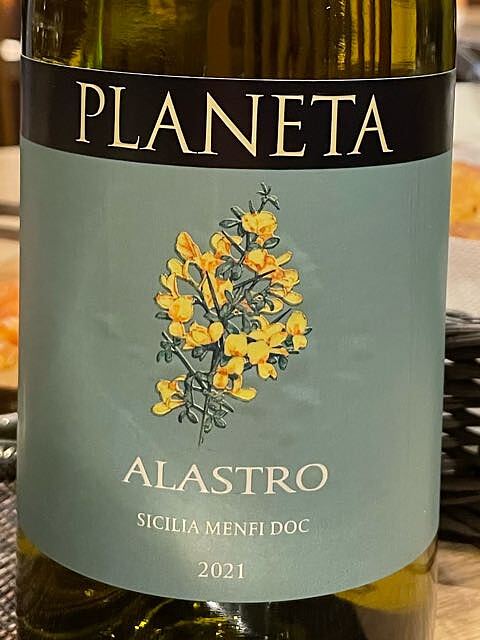 PLANETA
ALASTRO
SICILIA MENFI DOC
2021